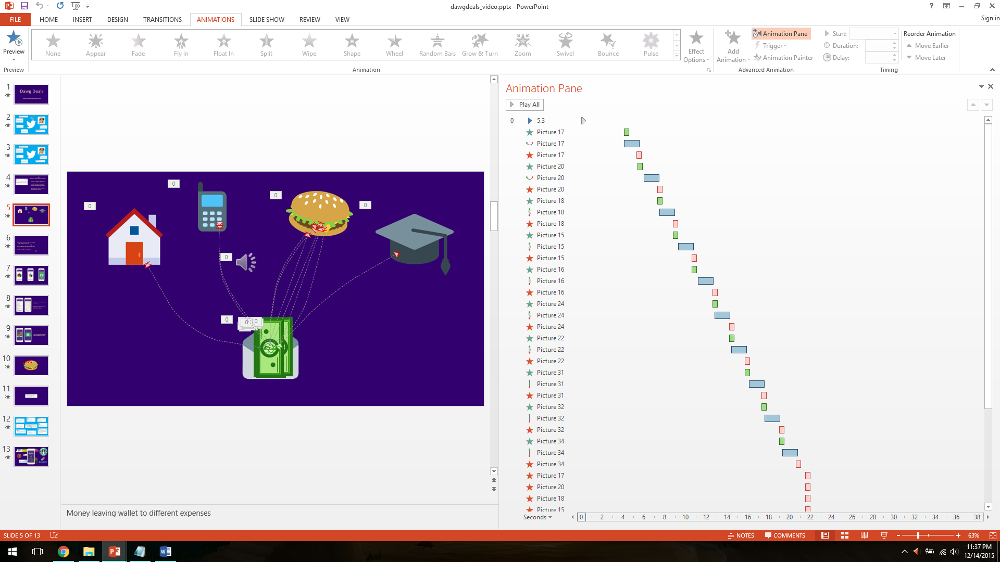 dawgdeals_video.pptx - PowerPoint
Sign in
FILE HOME INSERT DESIGN TRANSITIONS ANIMATIONS SLIDE SHOW REVIEW VIEW
Preview
Preview
None Appear Fade Fly In Float In Split Wipe Shape Wheel Random Bars Grow & Turn Zoom Swivel Bounce Pulse
Animation
Effect Options
Add Animation
Animation Pane
Trigger
Animation Painter
Advanced Animation
Start:
Duration:
Delay:
Timing
Reorder Animation
Move Earlier
Move Later
1
Dawg Deals
2
3
4
5
6
7
8
9
10
11
12
13
SUBWAY
0
0
0
0
0
0
0
0
Money leaving wallet to different expenses
Animation Pane
Play All
0 5.3
Picture 17
Picture 17
Picture 17
Picture 20
Picture 20
Picture 20
Picture 18
Picture 18
Picture 18
Picture 15
Picture 15
Picture 15
Picture 16
Picture 16
Picture 16
Picture 24
Picture 24
Picture 24
Picture 22
Picture 22
Picture 22
Picture 31
Picture 31
Picture 31
Picture 32
Picture 32
Picture 32
Picture 34
Picture 34
Picture 34
Picture 17
Picture 20
Picture 18
Picture 15
Seconds 0 2 4 6 8 10 12 14 16 18 20 22 24 26 28 30 32 34 36 38
SLIDE 5 OF 13
NOTES COMMENTS 63%
11:37 PM
12/14/2015